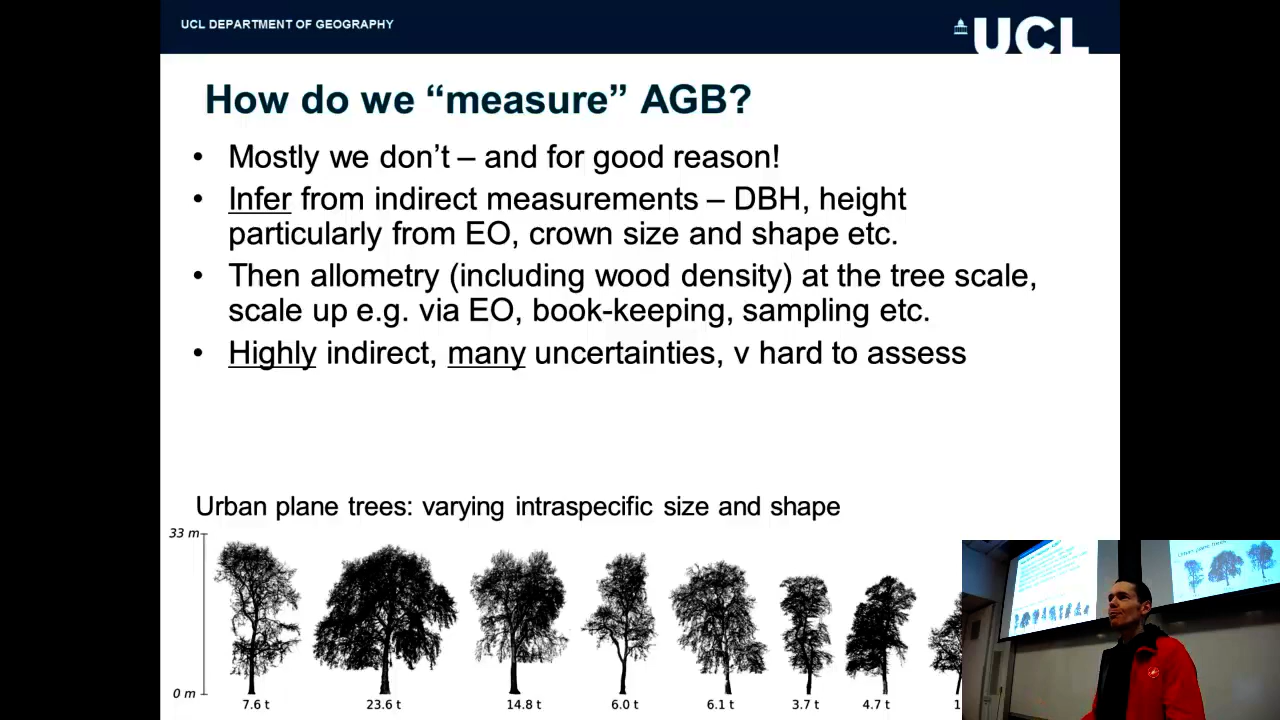 UCL DEPARTMENT OF GEOGRAPHY
UCL
How do we “measure” AGB?
• Mostly we don’t – and for good reason!
• Infer from indirect measurements – DBH, height
particularly from EO, crown size and shape etc.
• Then allometry (including wood density) at the tree scale,
scale up e.g. via EO, book-keeping, sampling etc.
• Highly indirect, many uncertainties, v hard to assess
Urban plane trees: varying intraspecific size and shape
33 m
0 m
7.6 t 23.6 t 14.8 t 6.0 t 6.1 t 3.7 t 4.7 t
Urban plane trees